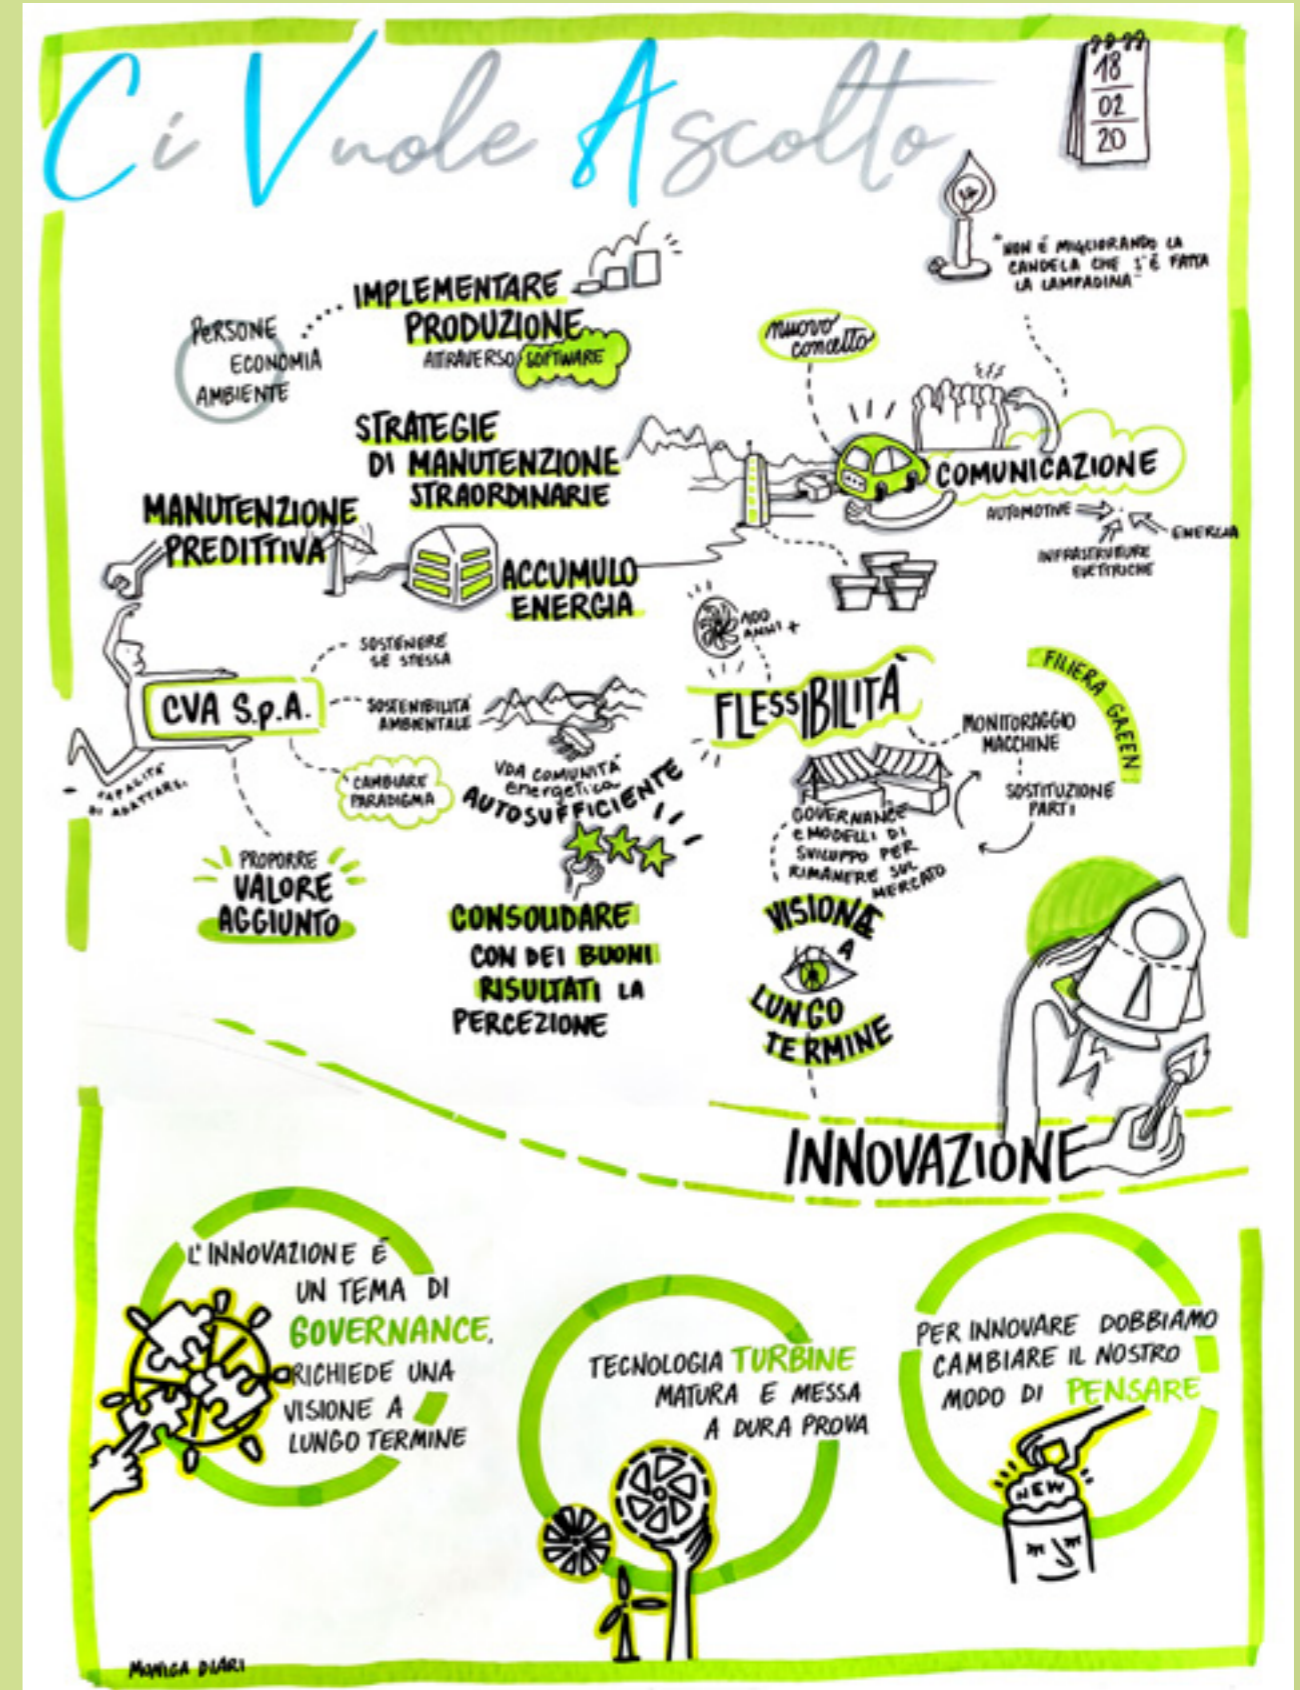 Ci Vuole Ascolto
18
02
20
"NON É MIGLIORANDO LA
CANDELA CHE S'É FATTA
LA LAMPADINA"
IMPLEMENTARE
PRODUZIONE
ATTRAVERSO SOFTWARE
PERSONE
ECONOMIA
AMBIENTE
nuovo
concetto
STRATEGIE
DI MANUTENZIONE
STRAORDINARIE
COMUNICAZIONE
AUTOMOTIVE
ENERGIA
INFRASTRUTTURE
ELETTRICHE
MANUTENZIONE
PREDITTIVA
ACCUMULO
ENERGIA
100
ANNI +
SOSTENERE
SE STESSA
CVA S.p.A.
SOSTENIBILITÁ
AMBIENTALE
CAPACITÁ
DI ADATTARSI
CAMBIARE
PARADIGMA
VDA COMUNITÁ
energetica
AUTOSUFFICIENTE
FLESSIBILITÁ
MONITORAGGIO
MACCHINE
SOSTITUZIONE
PARTI
FILIERA GREEN
GOVERNANCE
e MODELLI DI
SVILUPPO PER
RIMANERE SUL
MERCATO
PROPORRE
VALORE
AGGIUNTO
CONSOLIDARE
CON DEI BUONI
RISULTATI LA
PERCEZIONE
VISIONE
A
LUNGO
TERMINE
INNOVAZIONE
L'INNOVAZIONE É
UN TEMA DI
GOVERNANCE,
RICHIEDE UNA
VISIONE A
LUNGO TERMINE
TECNOLOGIA TURBINE
MATURA E MESSA
A DURA PROVA
PER INNOVARE DOBBIAMO
CAMBIARE IL NOSTRO
MODO DI PENSARE
NEW
MONICA DIARI